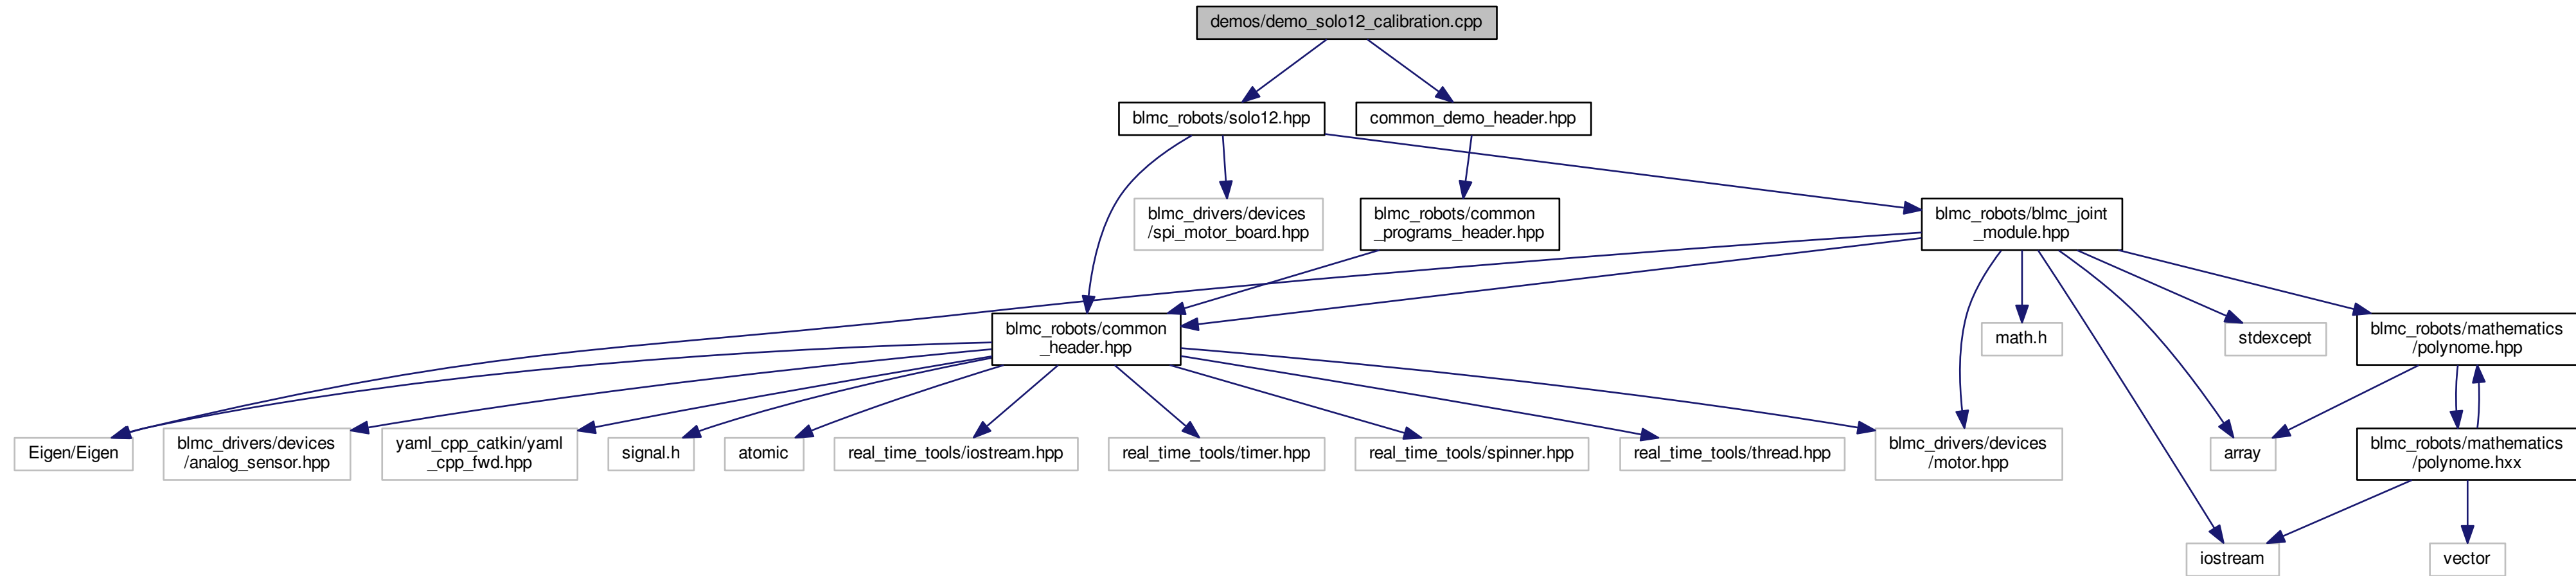 demos/demo_solo12_calibration.cpp
blmc_robots/solo12.hpp
common_demo_header.hpp
blmc_drivers/devices
/spi_motor_board.hpp
blmc_robots/common
_programs_header.hpp
blmc_robots/blmc_joint
_module.hpp
blmc_robots/common
_header.hpp
math.h
stdexcept
blmc_robots/mathematics
/polynome.hpp
Eigen/Eigen
blmc_drivers/devices
/analog_sensor.hpp
yaml_cpp_catkin/yaml
_cpp_fwd.hpp
signal.h
atomic
real_time_tools/iostream.hpp
real_time_tools/timer.hpp
real_time_tools/spinner.hpp
real_time_tools/thread.hpp
blmc_drivers/devices
/motor.hpp
array
blmc_robots/mathematics
/polynome.hxx
iostream
vector